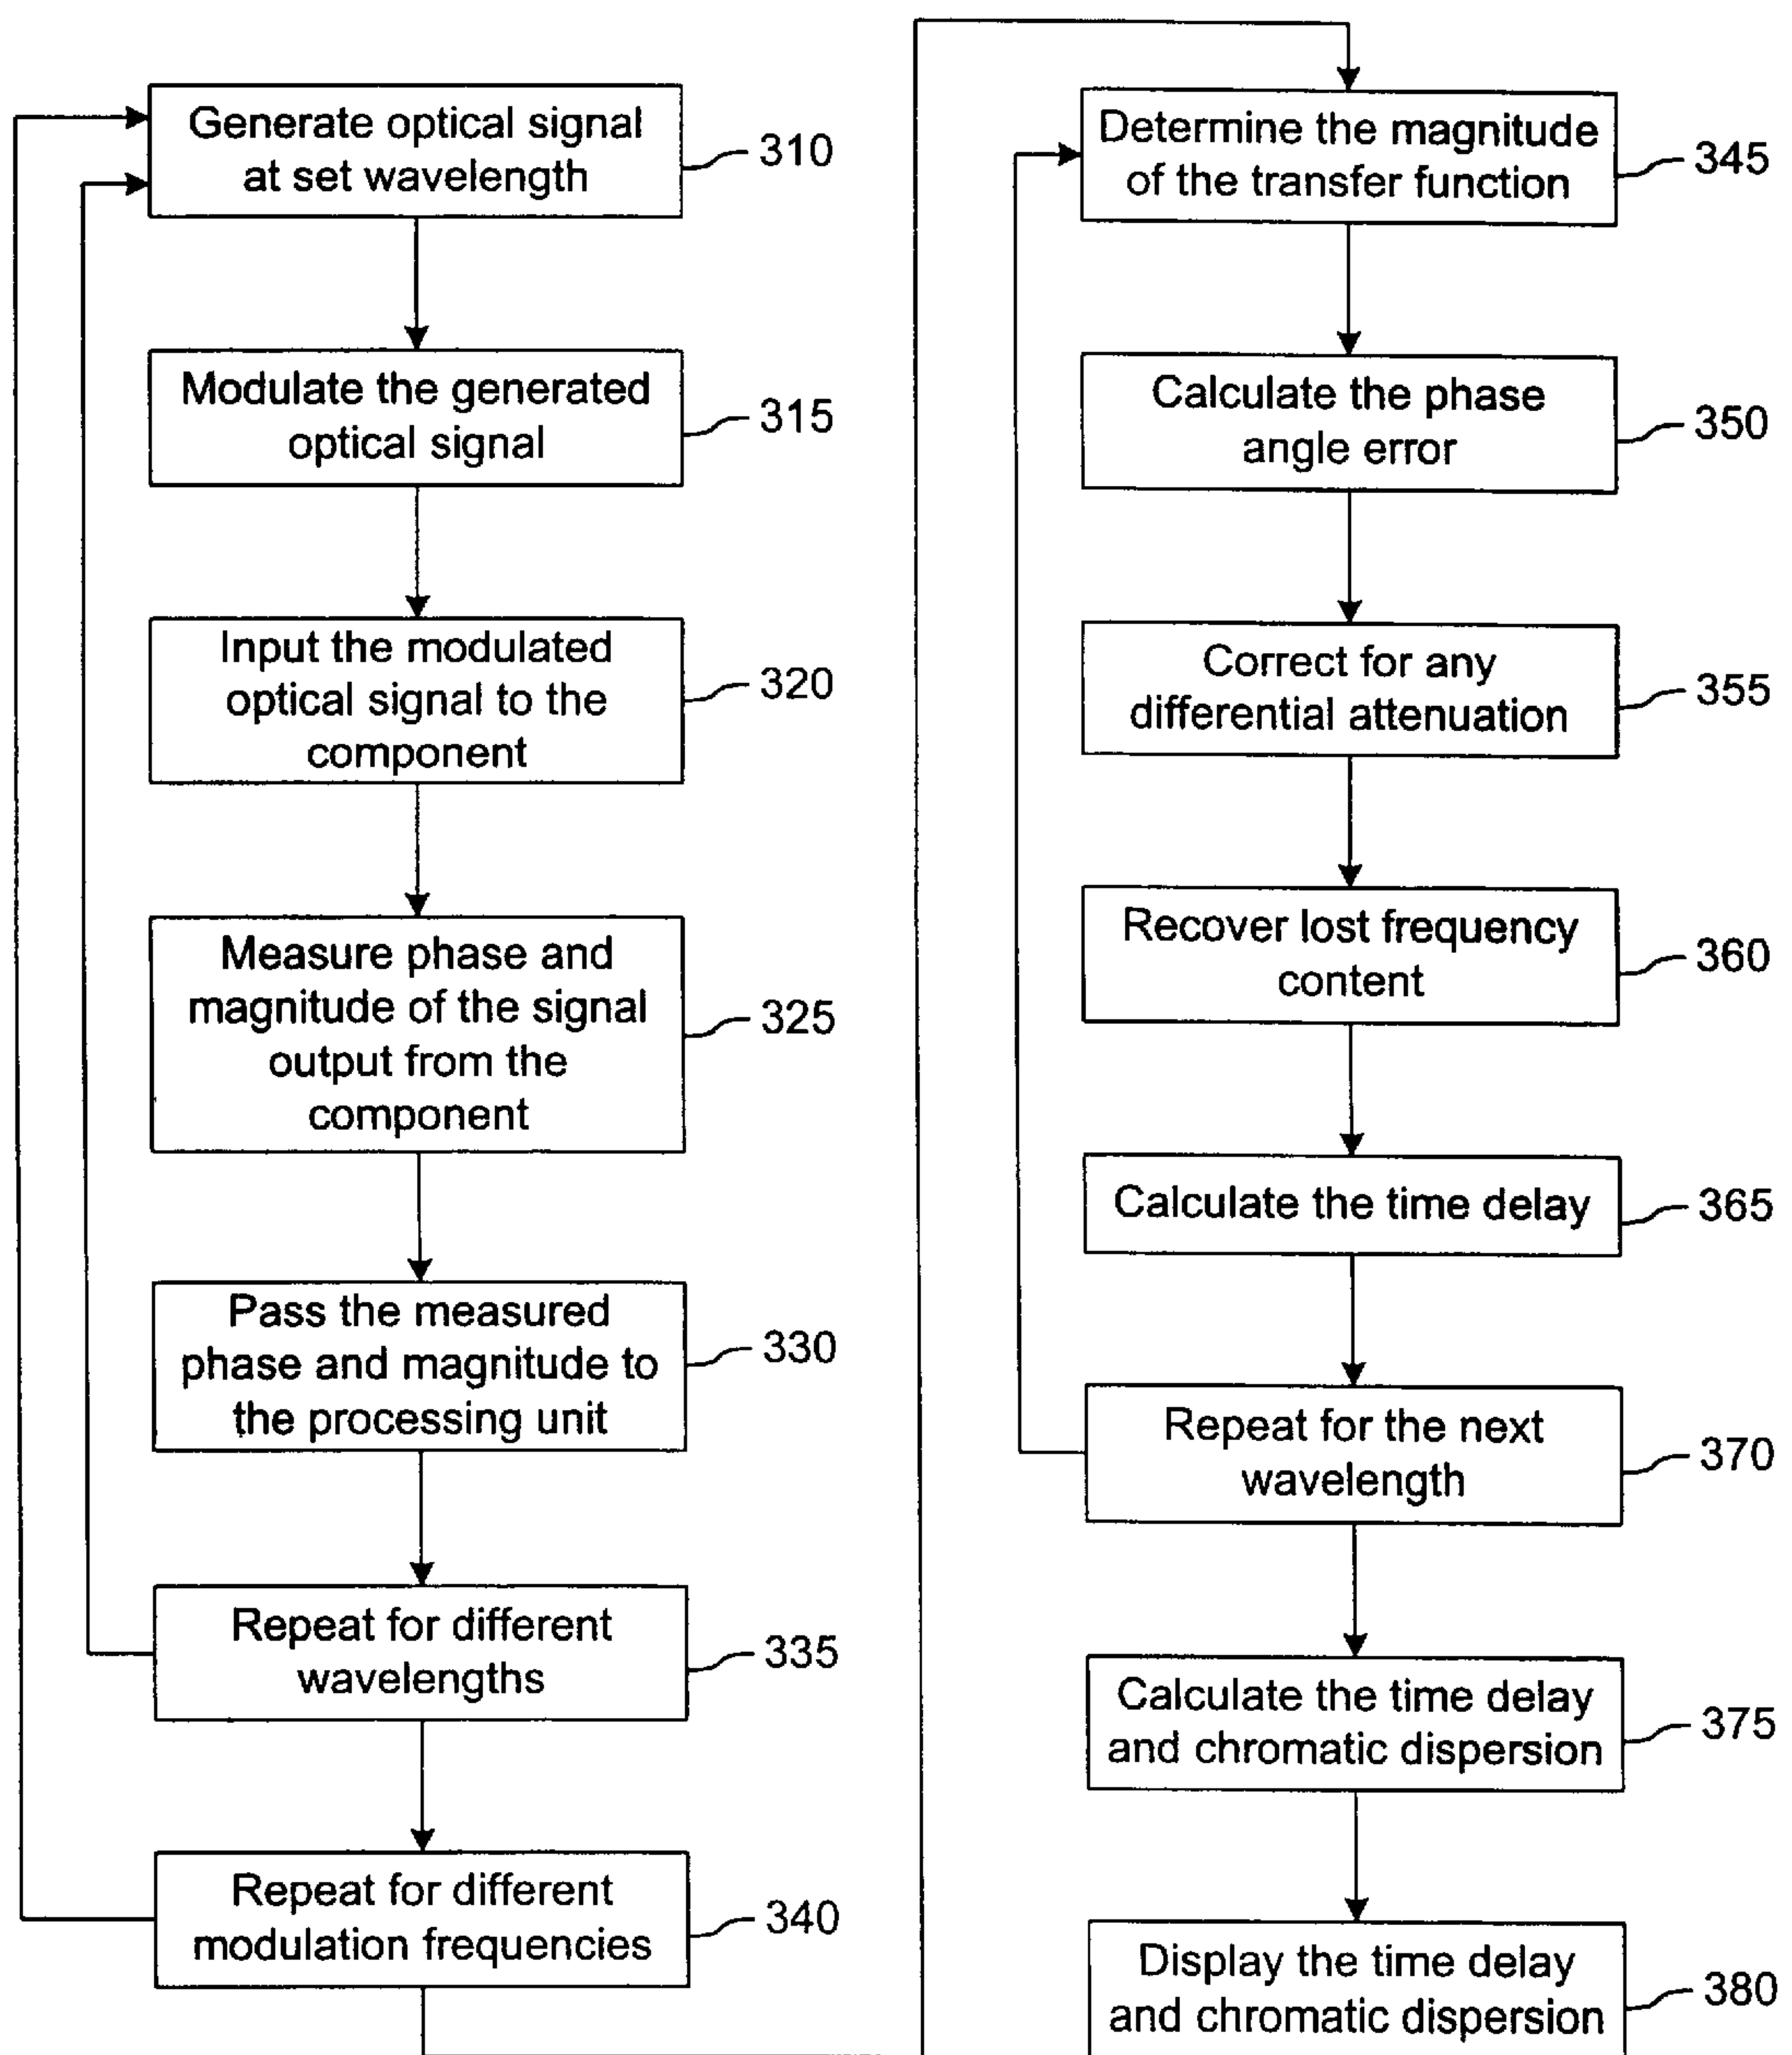 Generate optical signal
at set wavelength
310
Modulate the generated
optical signal
315
Input the modulated
optical signal to the
component
320
Measure phase and
magnitude of the signal
output from the
component
325
Pass the measured
phase and magnitude to
the processing unit
330
Repeat for different
wavelengths
335
Repeat for different
modulation frequencies
340
Determine the magnitude
of the transfer function
345
Calculate the phase
angle error
350
Correct for any
differential attenuation
355
Recover lost frequency
content
360
Calculate the time delay
365
Repeat for the next
wavelength
370
Calculate the time delay
and chromatic dispersion
375
Display the time delay
and chromatic dispersion
380